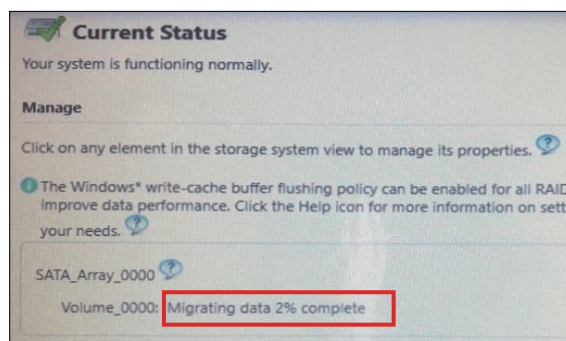 Current Status
Your system is functioning normally.
Manage
Click on any element in the storage system view to manage its properties.
The Windows* write-cache buffer flushing policy can be enabled for all RAID
improve data performance. Click the Help icon for more information on sett
your needs.
SATA_Array_0000
Volume_0000: Migrating data 2% complete